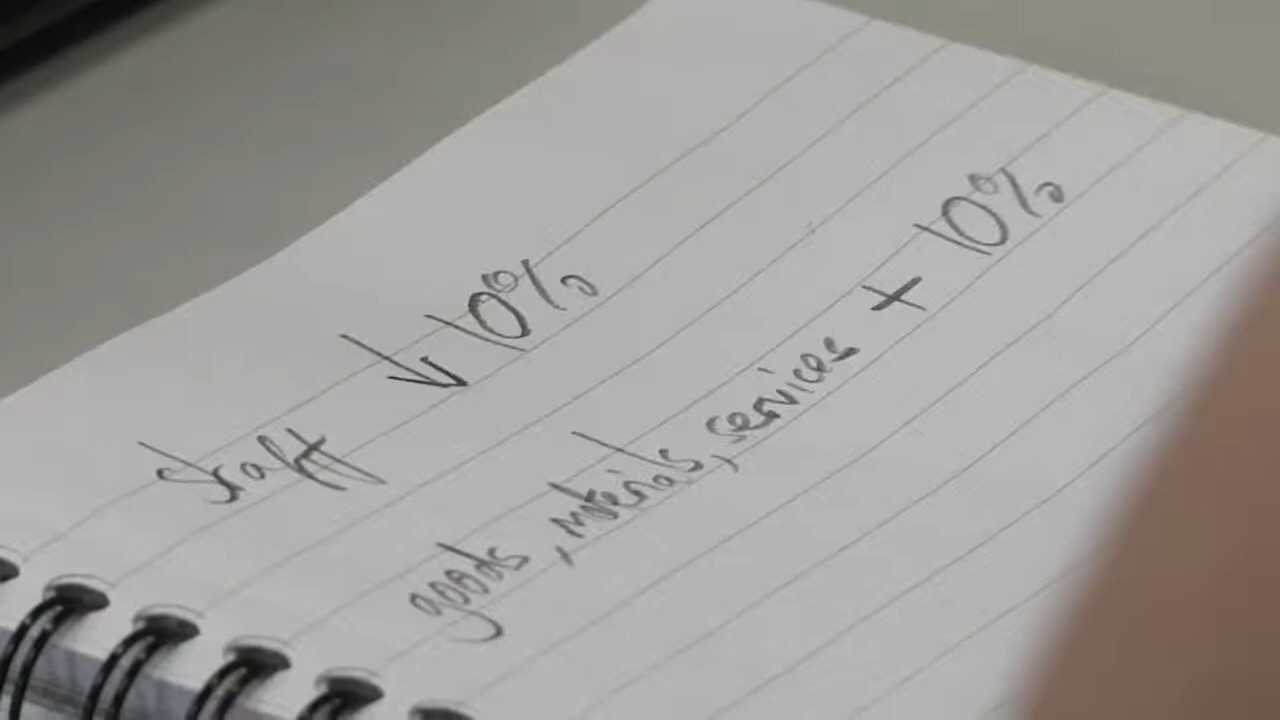 staff ↓ 10%
goods, materials, services + 10%